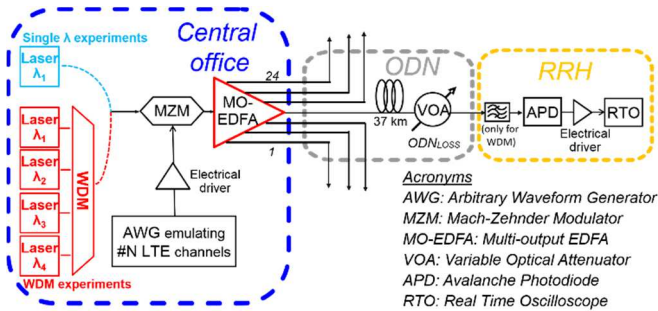 Single λ experiments
Laser
λ1
Laser
λ1
Laser
λ2
Laser
λ3
Laser
λ4
WDM
WDM experiments
Central
office
MZM
Electrical
driver
AWG emulating
#N LTE channels
MO-
EDFA
24
1
ODN
37 km
VOA
ODNLOSS
RRH
(only for
WDM)
APD
Electrical
driver
RTO
Acronyms
AWG: Arbitrary Waveform Generator
MZM: Mach-Zehnder Modulator
MO-EDFA: Multi-output EDFA
VOA: Variable Optical Attenuator
APD: Avalanche Photodiode
RTO: Real Time Oscilloscope